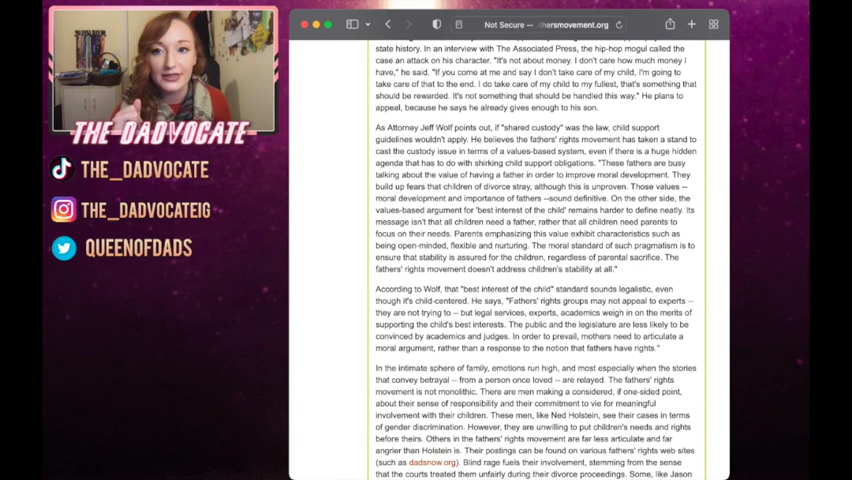 Not Secure — thersmovement.org
state history. In an interview with The Associated Press, the hip-hop mogul called the
case an attack on his character. "It's not about money. I don't care how much money I
have," he said. "If you come at me and say I don't take care of my child, I'm going to
take care of that to the end. I do take care of my child to my fullest, that's something that
should be rewarded. It's not something that should be handled this way." He plans to
appeal, because he says he already gives enough to his son.
As Attorney Jeff Wolf points out, if "shared custody" was the law, child support
guidelines wouldn't apply. He believes the fathers' rights movement has taken a stand to
cast the custody issue in terms of a values-based system, even if there is a huge hidden
agenda that has to do with shirking child support obligations. "These fathers are busy
talking about the value of having a father in order to improve moral development. They
build up fears that children of divorce stray, although this is unproven. Those values --
moral development and importance of fathers --sound definitive. On the other side, the
values-based argument for 'best interest of the child' remains harder to define neatly. Its
message isn't that all children need a father, rather that all children need parents to
focus on their needs. Parents emphasizing this value exhibit characteristics such as
being open-minded, flexible and nurturing. The moral standard of such pragmatism is to
ensure that stability is assured for the children, regardless of parental sacrifice. The
fathers' rights movement doesn't address children's stability at all."
According to Wolf, that "best interest of the child" standard sounds legalistic, even
though it's child-centered. He says, "Fathers' rights groups may not appeal to experts --
they are not trying to -- but legal services, experts, academics weigh in on the merits of
supporting the child's best interests. The public and the legislature are less likely to be
convinced by academics and judges. In order to prevail, mothers need to articulate a
moral argument, rather than a response to the notion that fathers have rights."
In the intimate sphere of family, emotions run high, and most especially when the stories
that convey betrayal -- from a person once loved -- are relayed. The fathers' rights
movement is not monolithic. There are men making a considered, if one-sided point,
about their sense of responsibility and their commitment to vie for meaningful
involvement with their children. These men, like Ned Holstein, see their cases in terms
of gender discrimination. However, they are unwilling to put children's needs and rights
before theirs. Others in the fathers' rights movement are far less articulate and far
angrier than Holstein is. Their postings can be found on various fathers' rights web sites
(such as dadsnow.org). Blind rage fuels their involvement, stemming from the sense
that the courts treated them unfairly during their divorce proceedings. Some, like Jason
THE DADVOCATE
THE__DADVOCATE
THE_DADVOCATEIG
QUEENOFDADS